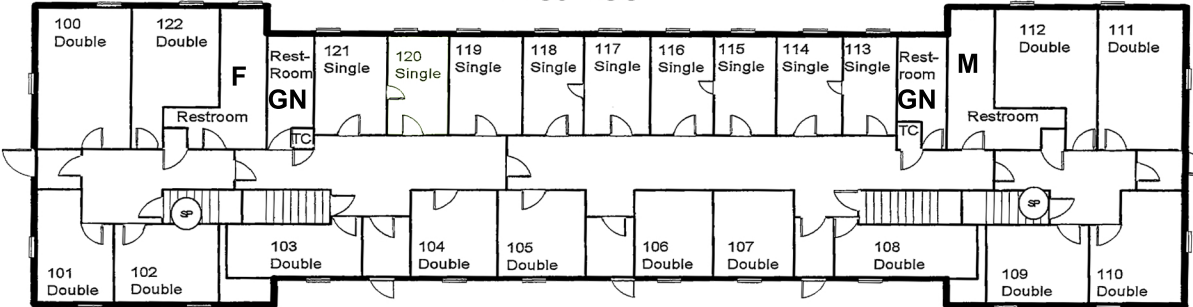 100
Double
122
Double
F
Restroom
Rest-
Room
GN
TC
121
Single
120
Single
119
Single
118
Single
117
Single
116
Single
115
Single
114
Single
113
Single
Rest-
room
GN
TC
M
Restroom
112
Double
111
Double
SP
SP
101
Double
102
Double
103
Double
104
Double
105
Double
106
Double
107
Double
108
Double
109
Double
110
Double